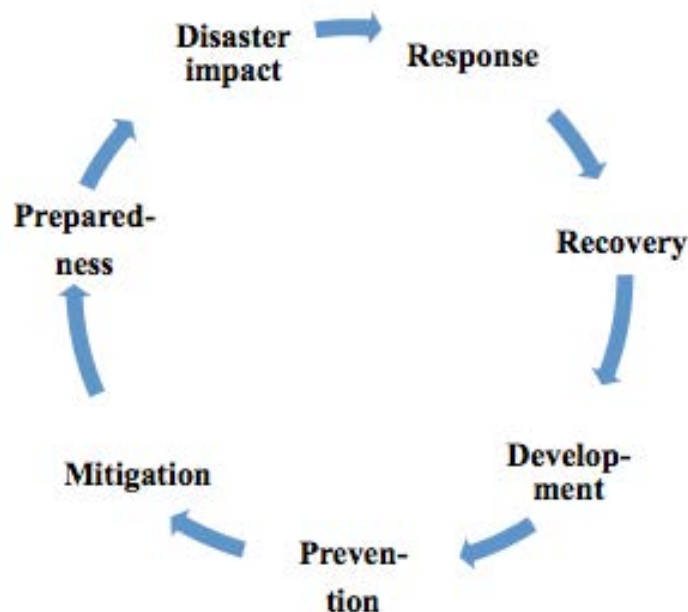 Disaster
impact
Response
Recovery
Develop-
ment
Preven-
tion
Mitigation
Prepared-
ness